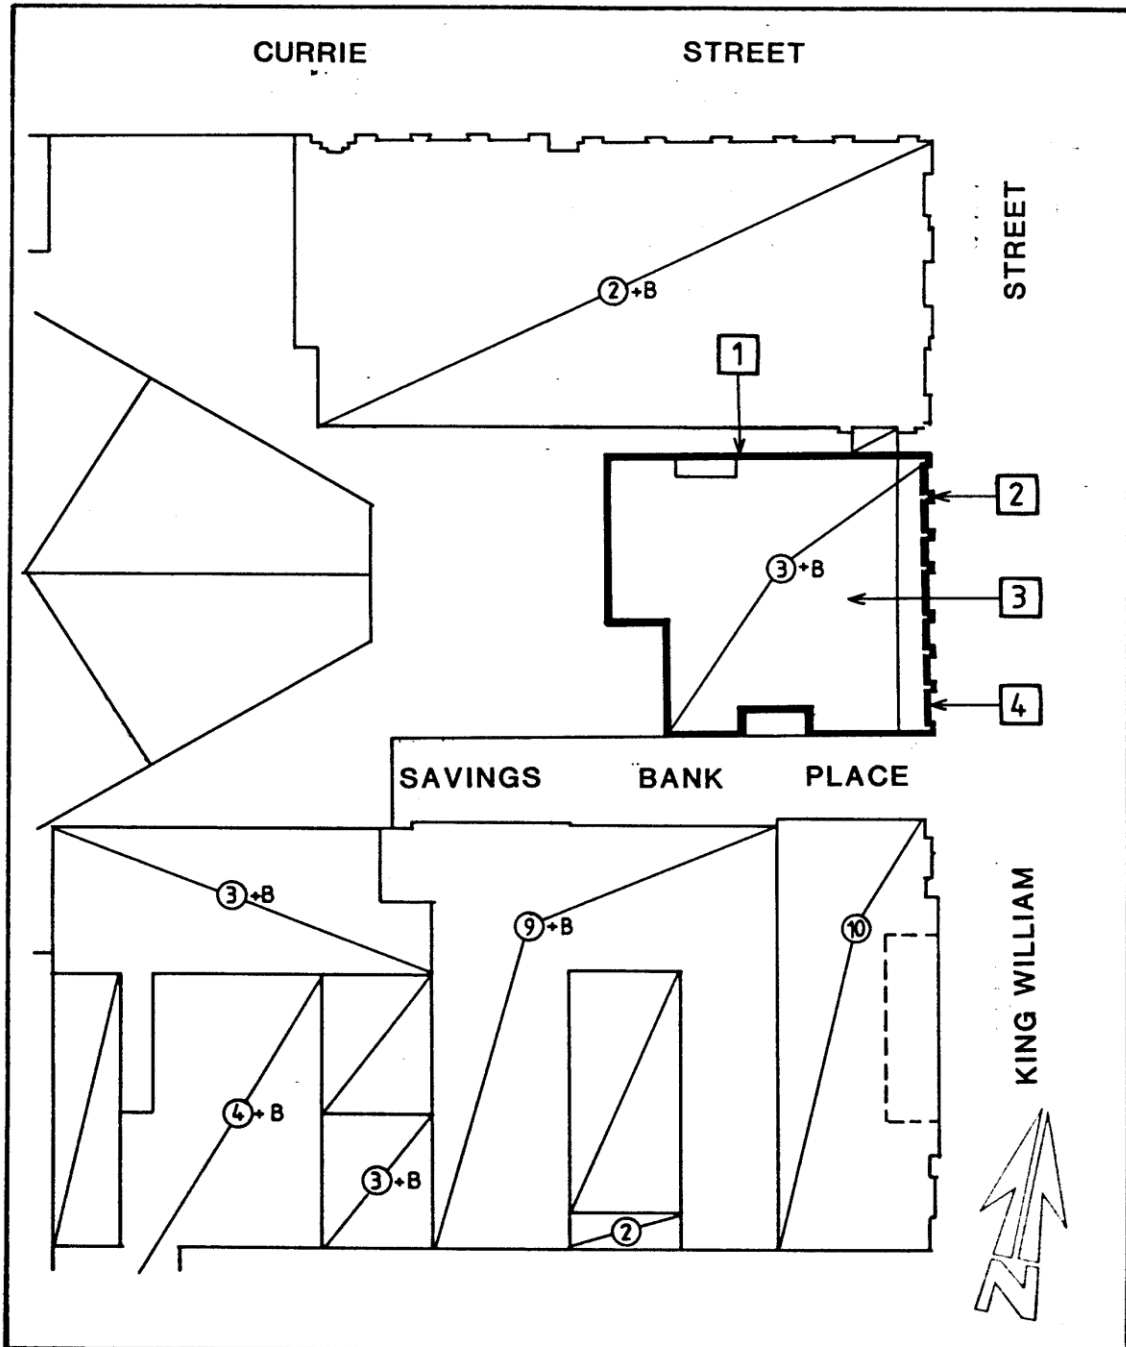 CURRIE STREET
STREET
2 +B
1
2
3 +B
3
4
SAVINGS BANK PLACE
3 +B
9 +B
10
KING WILLIAM
4 + B
3 +B
2
N